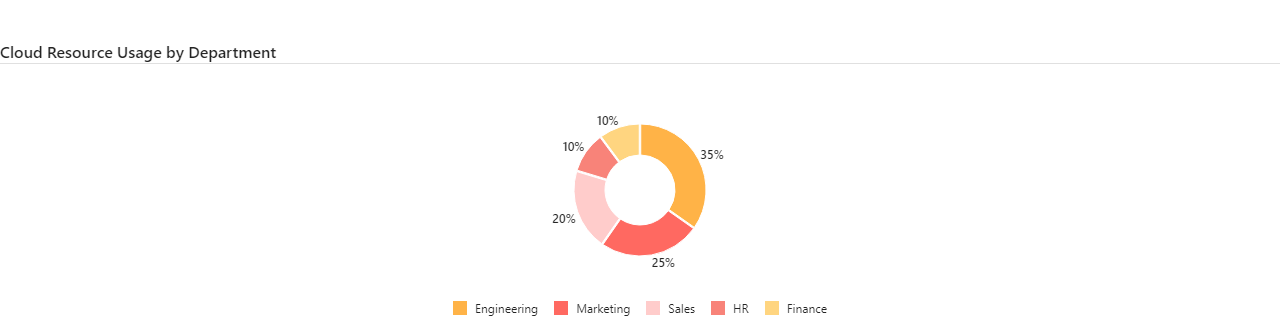 Cloud Resource Usage by Department
10%
10%
35%
20%
25%
Engineering Marketing Sales HR Finance